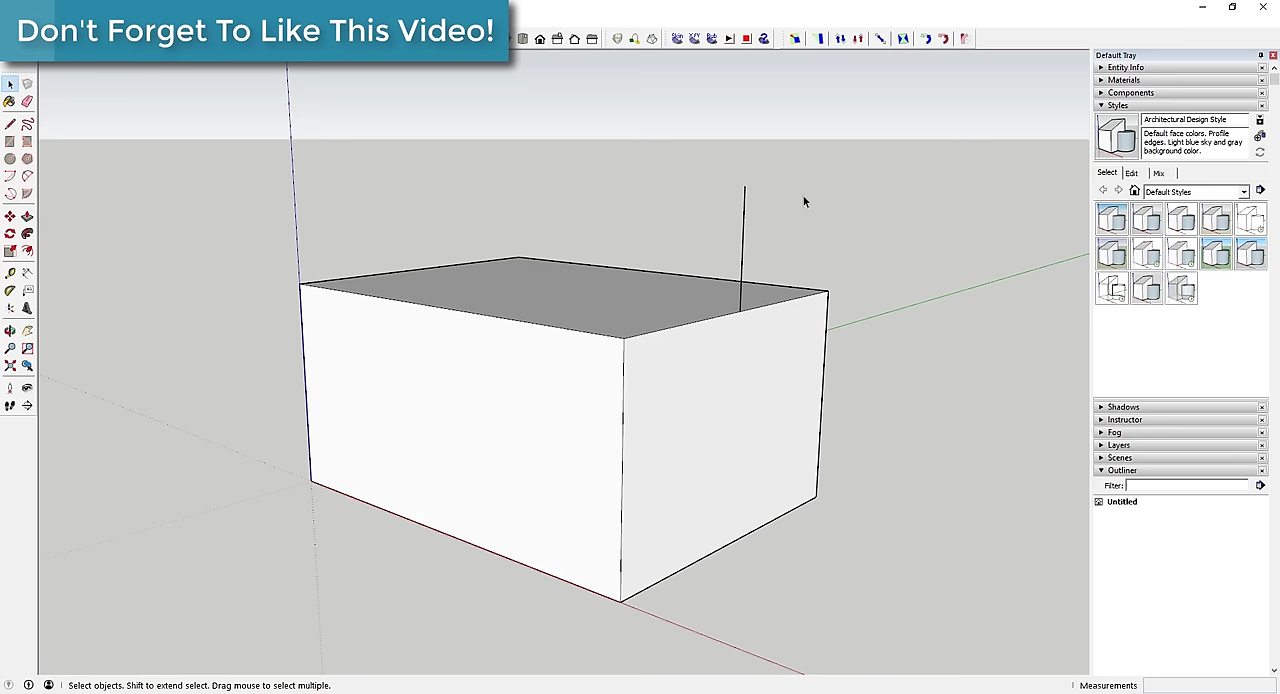 Don't Forget To Like This Video!
Default Tray
Entity Info
Materials
Components
Styles
Architectural Design Style
Default face colors. Profile
edges. Light blue sky and gray
background color.
Select Edit Mix
Default Styles
Shadows
Instructor
Fog
Layers
Scenes
Outliner
Filter:
Untitled
Select objects. Shift to extend select. Drag mouse to select multiple.
Measurements